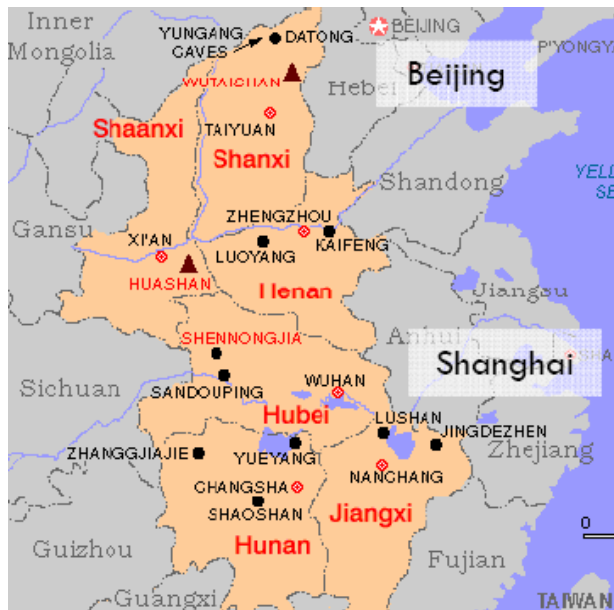 Inner
Mongolia
YUNGANG
CAVES
DATONG
BEIJING
P'YONGYA
Beijing
WUTAISHAN
Hebei
Shaanxi
TAIYUAN
Shanxi
Shandong
YELL
SE
Gansu
ZHENGZHOU
XI'AN
LUOYANG
KAIFENG
HUASHAN
Henan
Jiangsu
Anhui
SHENNONGJIA
Shanghai
SHA
Sichuan
SANDOUPING
WUHAN
Hubei
LUSHAN
JINGDEZHEN
ZHANGGJIAJIE
YUEYANG
Zhejiang
NANCHANG
CHANGSHA
SHAOSHAN
Jiangxi
0
Hunan
Guizhou
Fujian
Guangxi
TAIWAN